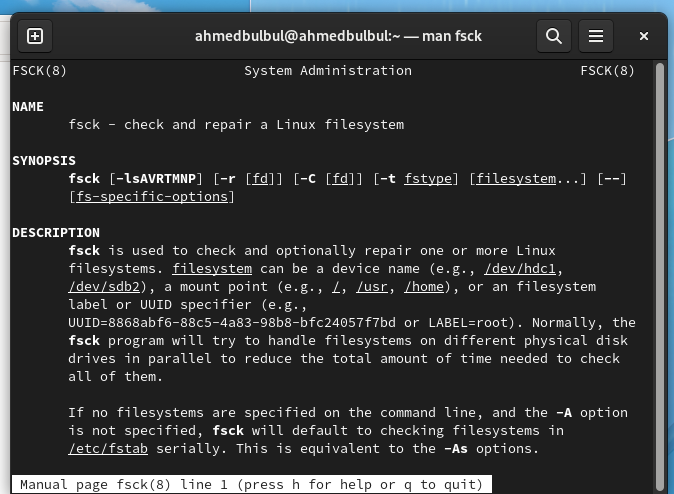 ahmedbulbul@ahmedbulbul:~ — man fsck
FSCK(8) System Administration FSCK(8)
NAME
fsck - check and repair a Linux filesystem
SYNOPSIS
fsck [-lsAVRTMNP] [-r [fd]] [-C [fd]] [-t fstype] [filesystem...] [--]
[fs-specific-options]
DESCRIPTION
fsck is used to check and optionally repair one or more Linux
filesystems. filesystem can be a device name (e.g., /dev/hdc1,
/dev/sdb2), a mount point (e.g., /, /usr, /home), or an filesystem
label or UUID specifier (e.g.,
UUID=8868abf6-88c5-4a83-98b8-bfc24057f7bd or LABEL=root). Normally, the
fsck program will try to handle filesystems on different physical disk
drives in parallel to reduce the total amount of time needed to check
all of them.
If no filesystems are specified on the command line, and the -A option
is not specified, fsck will default to checking filesystems in
/etc/fstab serially. This is equivalent to the -As options.
Manual page fsck(8) line 1 (press h for help or q to quit)